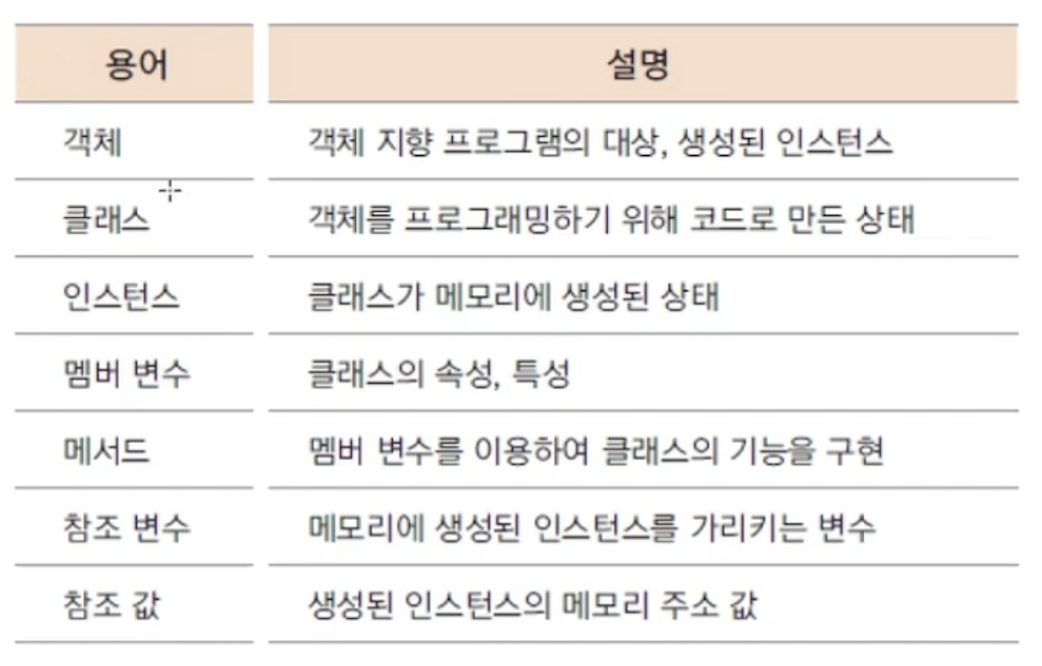 용어 설명
객체 객체 지향 프로그램의 대상, 생성된 인스턴스
클래스 객체를 프로그래밍하기 위해 코드로 만든 상태
인스턴스 클래스가 메모리에 생성된 상태
멤버 변수 클래스의 속성, 특성
메서드 멤버 변수를 이용하여 클래스의 기능을 구현
참조 변수 메모리에 생성된 인스턴스를 가리키는 변수
참조 값 생성된 인스턴스의 메모리 주소 값